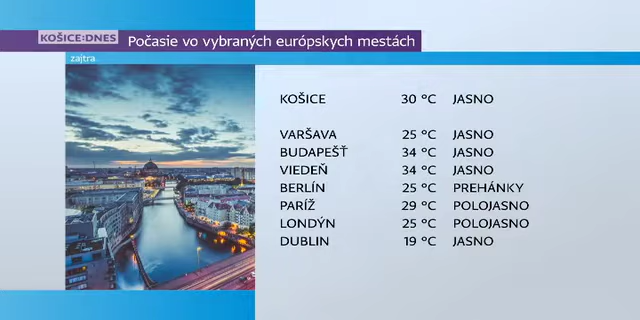 KOŠICE:DNES
Počasie vo vybraných európskych mestách
zajtra
KOŠICE 30 °C JASNO
VARŠAVA 25 °C JASNO
BUDAPEŠŤ 34 °C JASNO
VIEDEŇ 34 °C JASNO
BERLÍN 25 °C PREHÁNKY
PARÍŽ 29 °C POLOJASNO
LONDÝN 25 °C POLOJASNO
DUBLIN 19 °C JASNO